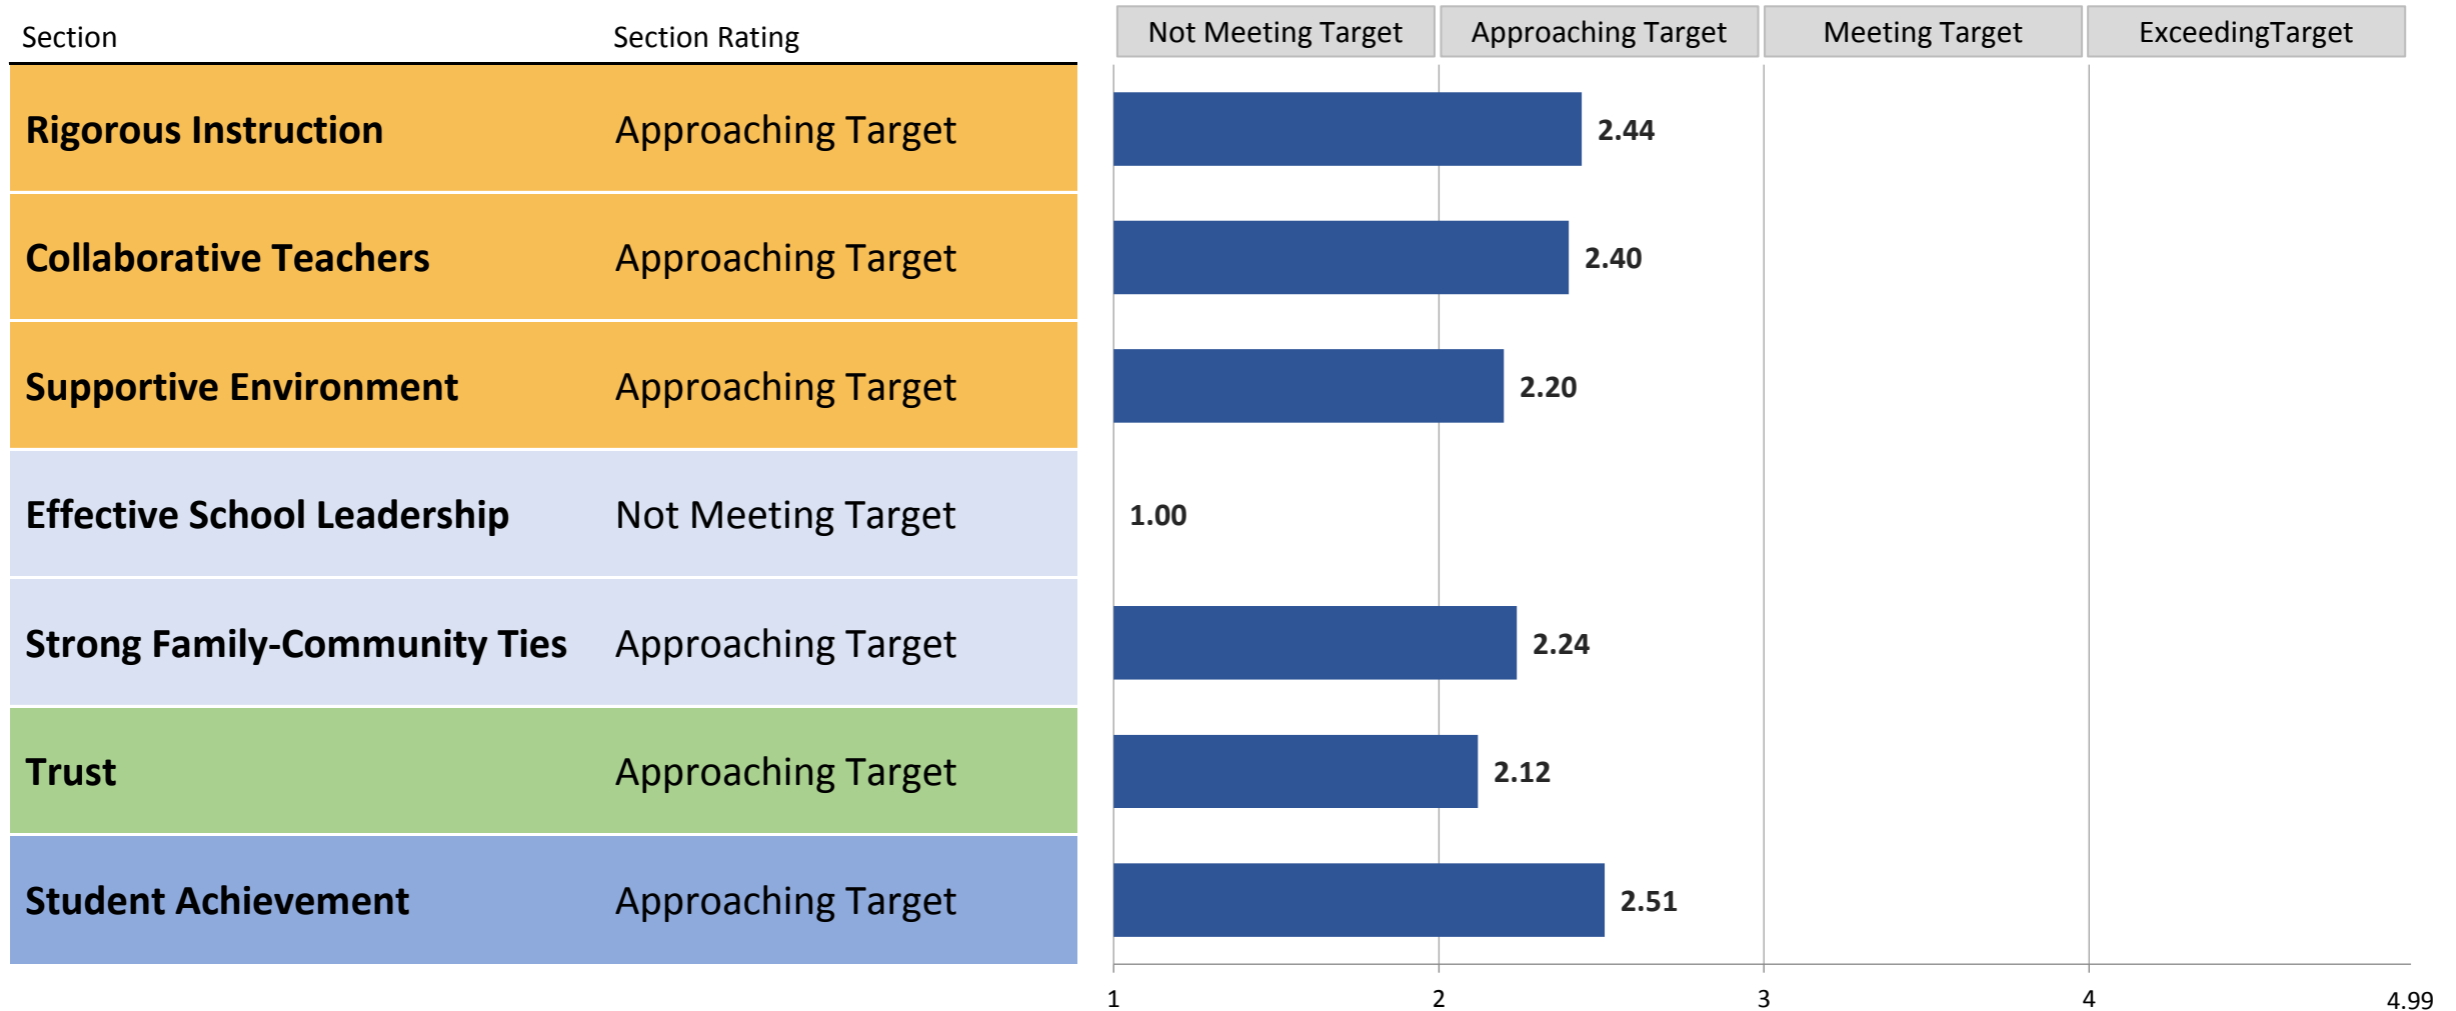 Section Section Rating Not Meeting Target Approaching Target Meeting Target ExceedingTarget
Rigorous Instruction Approaching Target 2.44
Collaborative Teachers Approaching Target 2.40
Supportive Environment Approaching Target 2.20
Effective School Leadership Not Meeting Target 1.00
Strong Family-Community Ties Approaching Target 2.24
Trust Approaching Target 2.12
Student Achievement Approaching Target 2.51
1 2 3 4 4.99